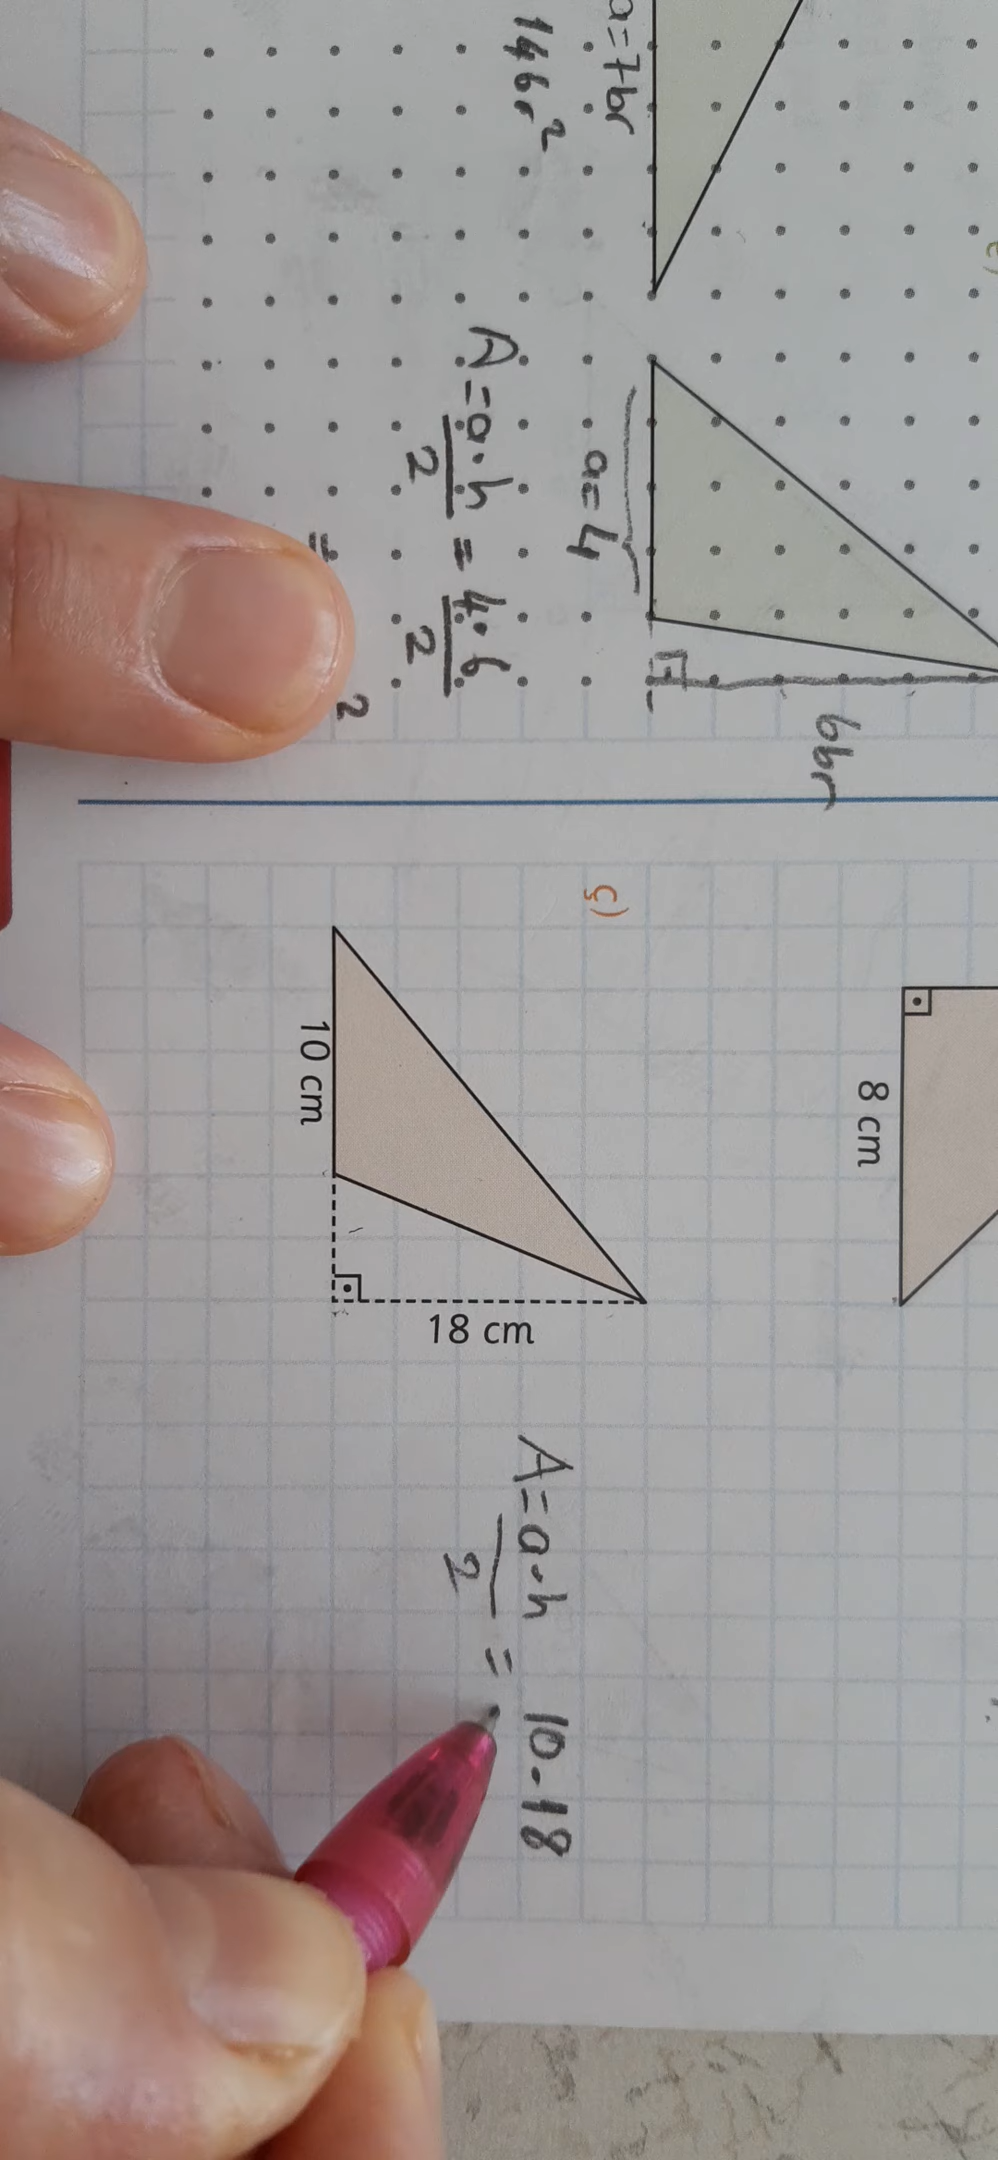 a=7br
14br²
a=4
6br
A=a.h/2 = 4.6/2
=
2
8 cm
ç)
10 cm
18 cm
A=a.h/2 = 10.18